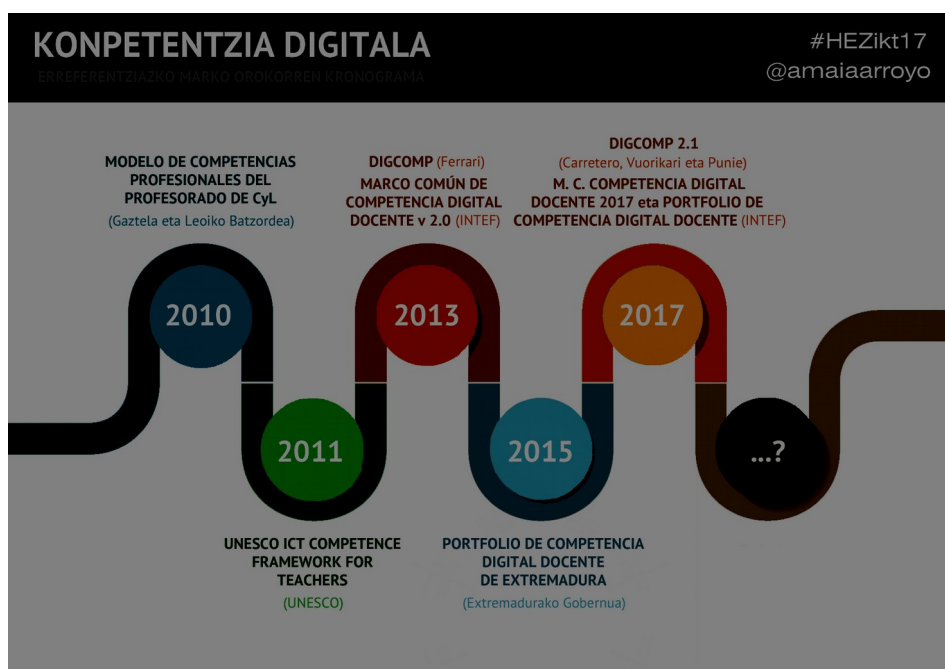 KONPETENTZIA DIGITALA
ERREFERENTZIAZKO MARKO OROKORREN KRONOGRAMA
#HEZikt17
@amaiaarroyo
MODELO DE COMPETENCIAS
PROFESIONALES DEL
PROFESORADO DE CyL
(Gaztela eta Leoiko Batzordea)
DIGCOMP (Ferrari)
MARCO COMÚN DE
COMPETENCIA DIGITAL
DOCENTE v 2.0 (INTEF)
DIGCOMP 2.1
(Carretero, Vuorikari eta Punie)
M. C. COMPETENCIA DIGITAL
DOCENTE 2017 eta PORTFOLIO DE
COMPETENCIA DIGITAL DOCENTE (INTEF)
2010
2013
2017
2011
2015
...?
UNESCO ICT COMPETENCE
FRAMEWORK FOR
TEACHERS
(UNESCO)
PORTFOLIO DE COMPETENCIA
DIGITAL DOCENTE
DE EXTREMADURA
(Extremadurako Gobernua)